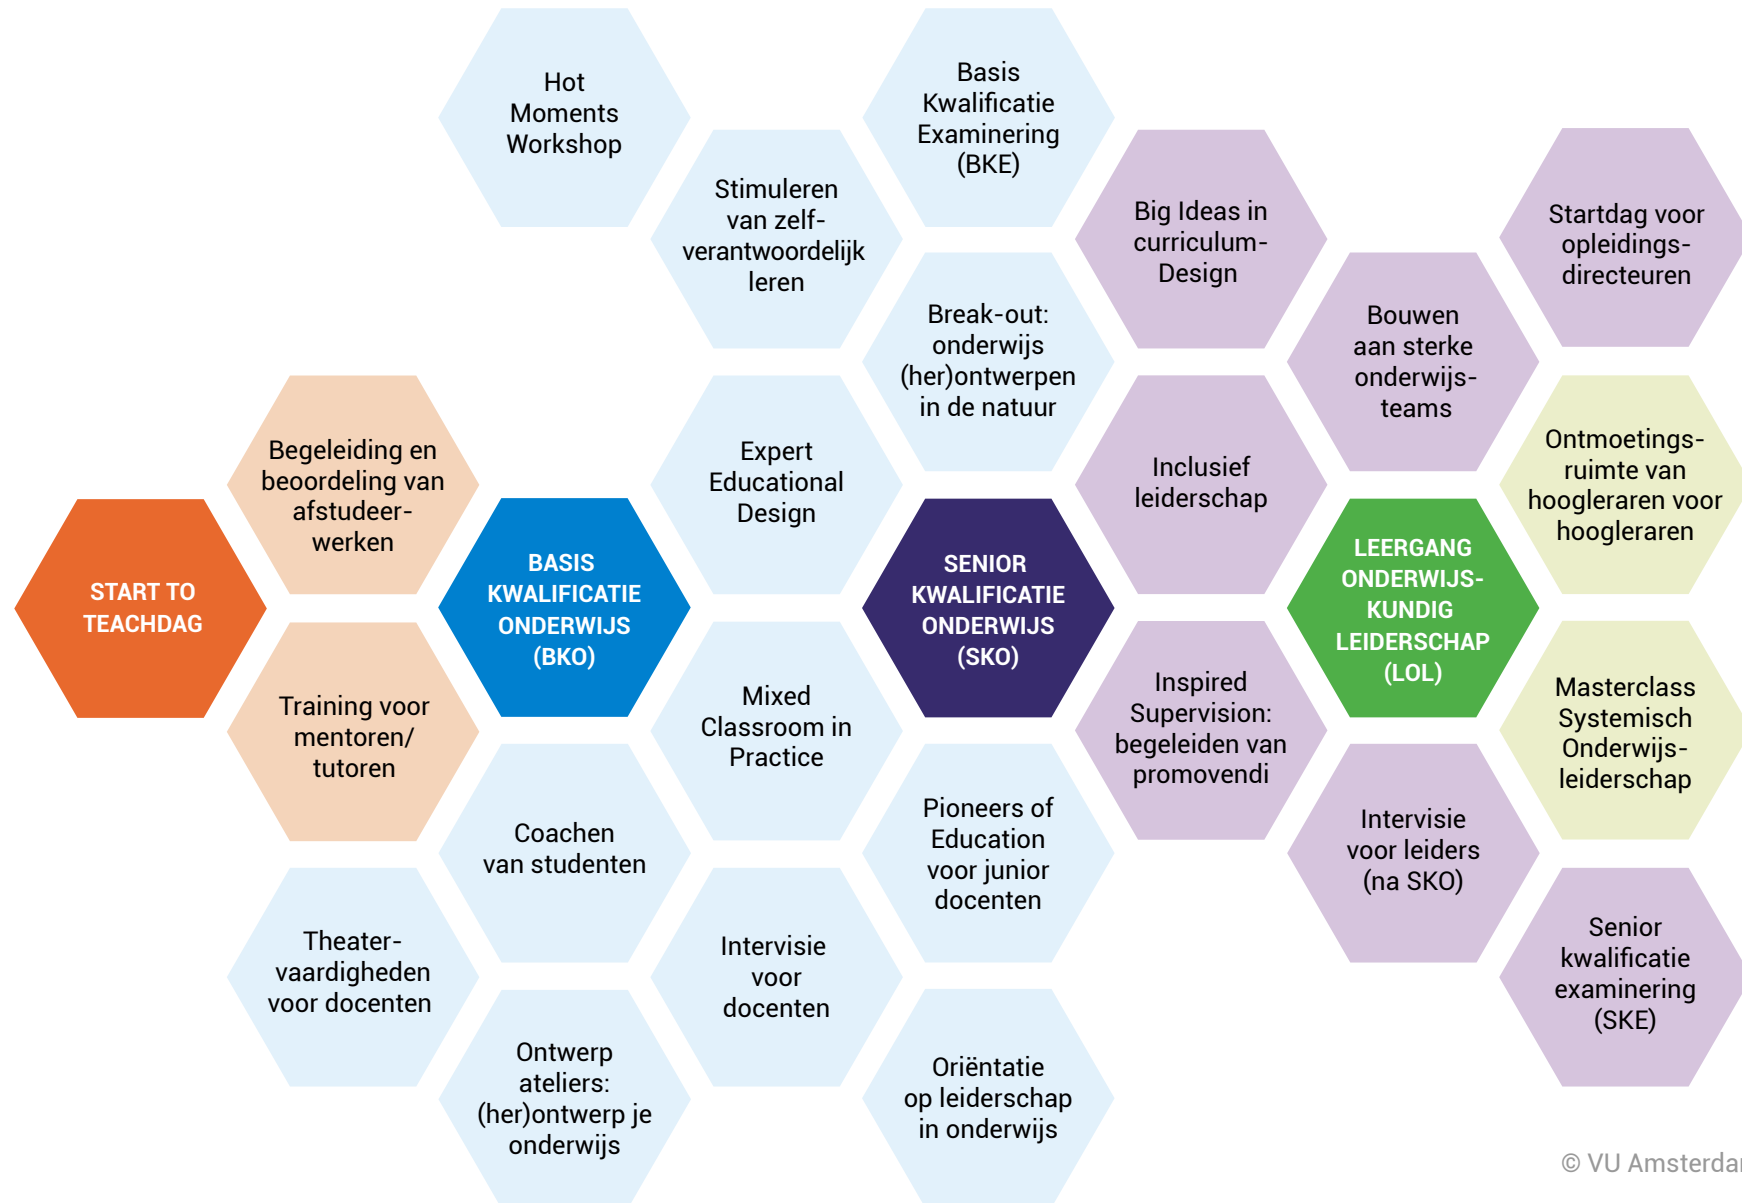 Hot
Moments
Workshop
Basis
Kwalificatie
Examinering
(BKE)
Stimuleren
van zelf-
verantwoordelijk
leren
Big Ideas in
curriculum-
Design
Startdag voor
opleidings-
directeuren
Break-out:
onderwijs
(her)ontwerpen
in de natuur
Bouwen
aan sterke
onderwijs-
teams
Begeleiding en
beoordeling van
afstudeer-
werken
Expert
Educational
Design
Inclusief
leiderschap
Ontmoetings-
ruimte van
hoogleraren voor
hoogleraren
START TO
TEACHDAG
BASIS
KWALIFICATIE
ONDERWIJS
(BKO)
SENIOR
KWALIFICATIE
ONDERWIJS
(SKO)
LEERGANG
ONDERWIJS-
KUNDIG
LEIDERSCHAP
(LOL)
Training voor
mentoren/
tutoren
Mixed
Classroom in
Practice
Inspired
Supervision:
begeleiden van
promovendi
Masterclass
Systemisch
Onderwijs-
leiderschap
Coachen
van studenten
Pioneers of
Education
voor junior
docenten
Intervisie
voor leiders
(na SKO)
Theater-
vaardigheden
voor docenten
Intervisie
voor
docenten
Senior
kwalificatie
examinering
(SKE)
Ontwerp
ateliers:
(her)ontwerp je
onderwijs
Oriëntatie
op leiderschap
in onderwijs
© VU Amsterda